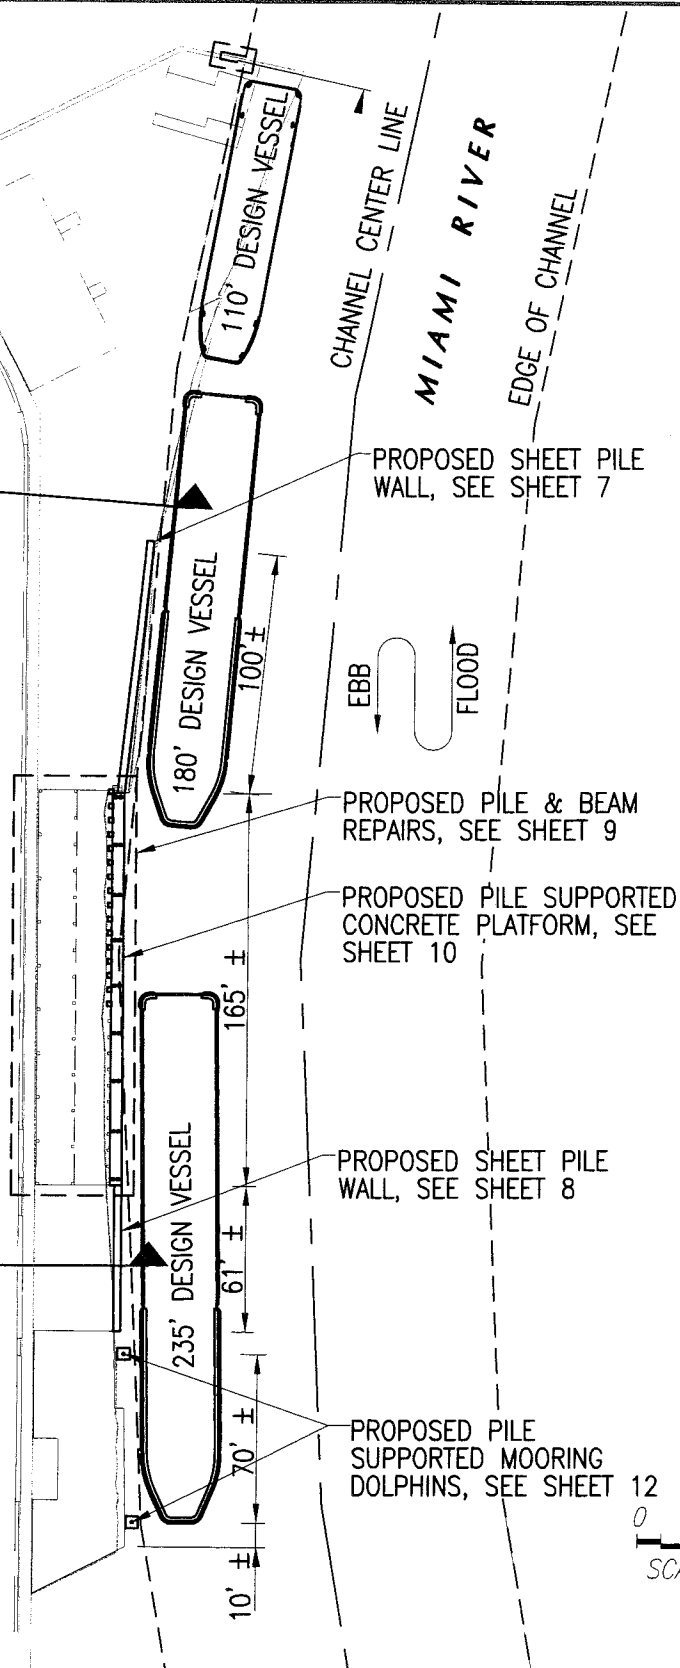 110' DESIGN VESSEL
CHANNEL CENTER LINE
MIAMI RIVER
EDGE OF CHANNEL
PROPOSED SHEET PILE
WALL, SEE SHEET 7
180' DESIGN VESSEL
100'±
EBB
FLOOD
PROPOSED PILE & BEAM
REPAIRS, SEE SHEET 9
PROPOSED PILE SUPPORTED
CONCRETE PLATFORM, SEE
SHEET 10
165' ±
PROPOSED SHEET PILE
WALL, SEE SHEET 8
235' DESIGN VESSEL
61' ±
PROPOSED PILE
SUPPORTED MOORING
DOLPHINS, SEE SHEET 12
70' ±
10' ±
0
SCA